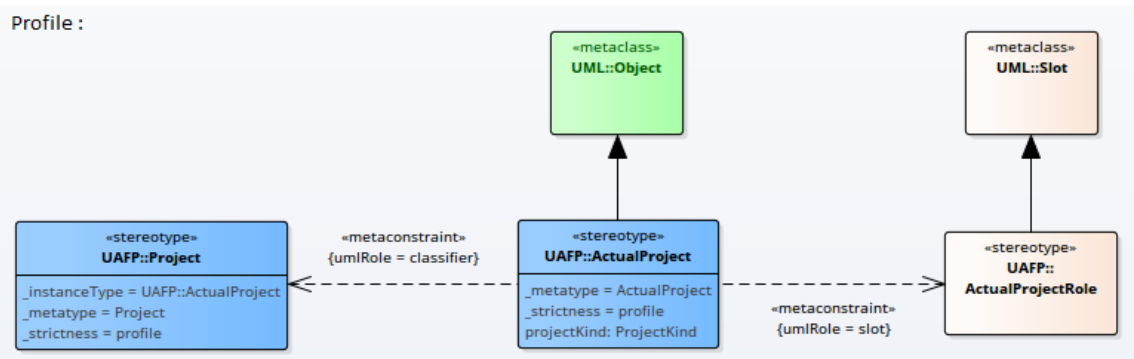 Profile :
«metaclass»
UML::Object
«metaclass»
UML::Slot
«stereotype»
UAFP::Project
_instanceType = UAFP::ActualProject
_metatype = Project
_strictness = profile
«metaconstraint»
{umlRole = classifier}
«stereotype»
UAFP::ActualProject
_metatype = ActualProject
_strictness = profile
projectKind: ProjectKind
«metaconstraint»
{umlRole = slot}
«stereotype»
UAFP::
ActualProjectRole